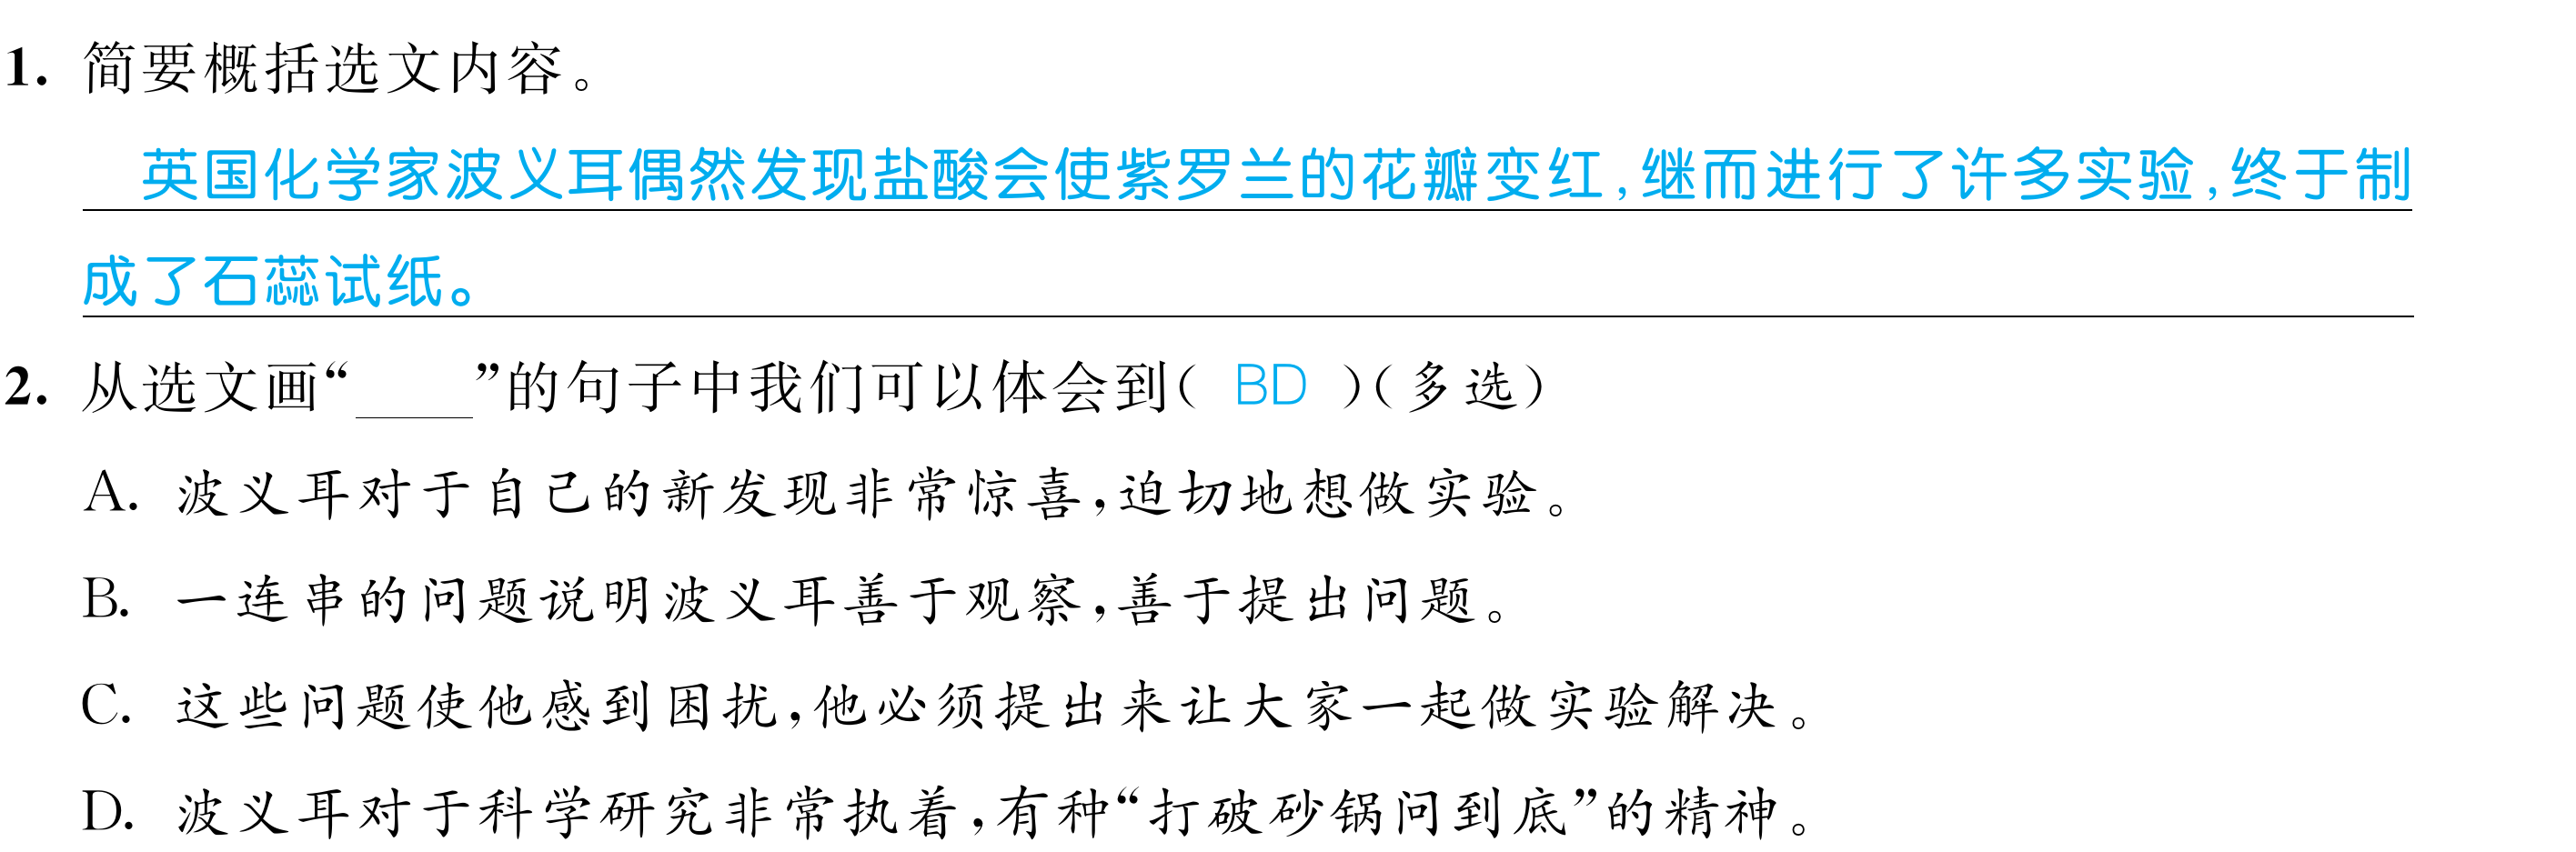 1. 简要概括选文内容。
英国化学家波义耳偶然发现盐酸会使紫罗兰的花瓣变红,继而进行了许多实验,终于制
成了石蕊试纸。
2. 从选文画“____”的句子中我们可以体会到( BD )(多选)
A. 波义耳对于自己的新发现非常惊喜,迫切地想做实验。
B. 一连串的问题说明波义耳善于观察,善于提出问题。
C. 这些问题使他感到困扰,他必须提出来让大家一起做实验解决。
D. 波义耳对于科学研究非常执着,有种“打破砂锅问到底”的精神。